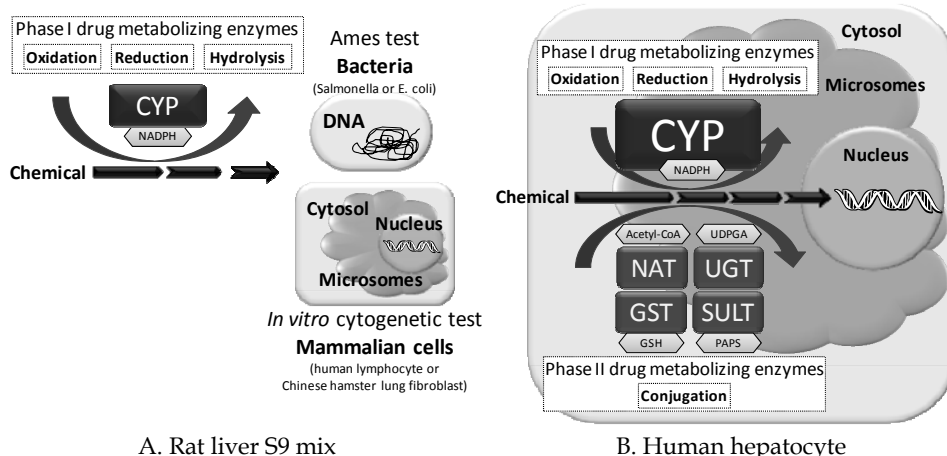 Phase I drug metabolizing enzymes
Oxidation Reduction Hydrolysis
CYP
NADPH
Chemical
Ames test
Bacteria
(Salmonella or E. coli)
DNA
Cytosol
Nucleus
Microsomes
In vitro cytogenetic test
Mammalian cells
(human lymphocyte or
Chinese hamster lung fibroblast)
A. Rat liver S9 mix
Cytosol
Phase I drug metabolizing enzymes
Oxidation Reduction Hydrolysis
Microsomes
CYP
NADPH
Nucleus
Chemical
Acetyl-CoA UDPGA
NAT UGT
GST SULT
GSH PAPS
Phase II drug metabolizing enzymes
Conjugation
B. Human hepatocyte